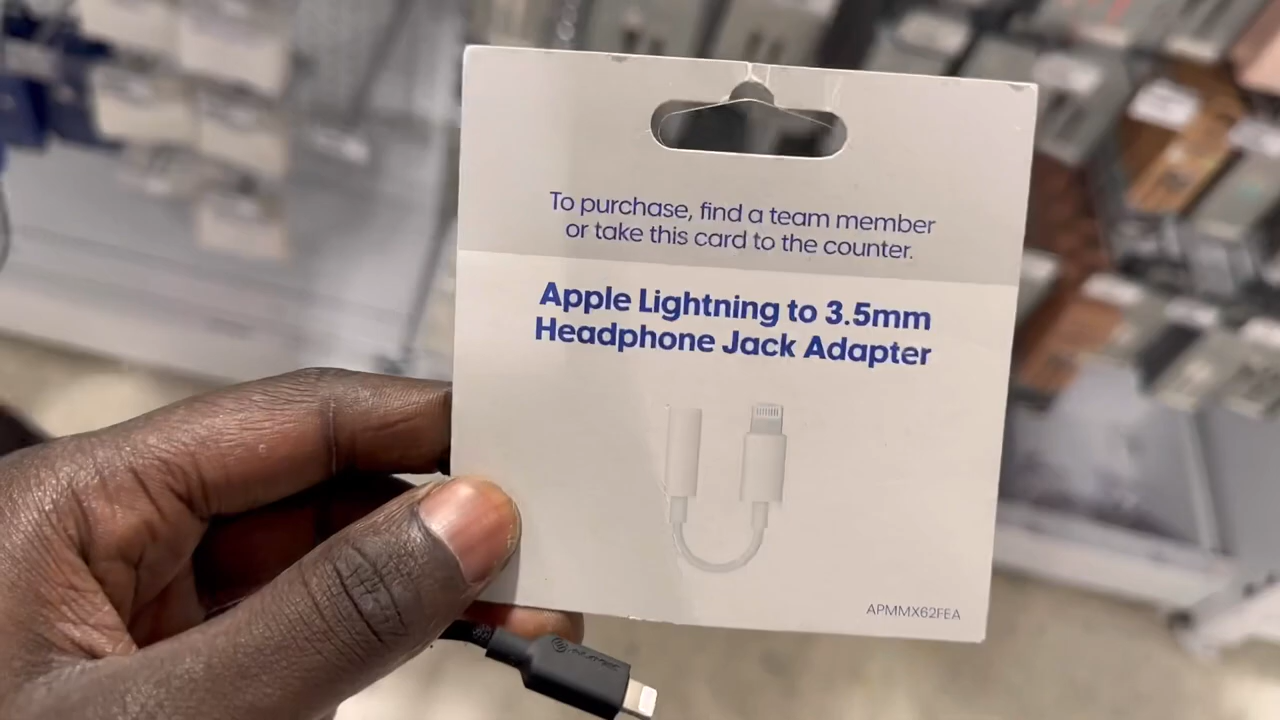 To purchase, find a team member
or take this card to the counter.
Apple Lightning to 3.5mm
Headphone Jack Adapter
APMMX62FEA